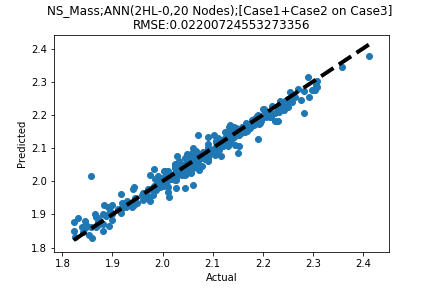 NS_Mass;ANN(2HL-0,20 Nodes);[Case1+Case2 on Case3]
RMSE:0.02200724553273356
2.4
2.3
2.2
2.1
2.0
1.9
1.8
Predicted
1.8 1.9 2.0 2.1 2.2 2.3 2.4
Actual